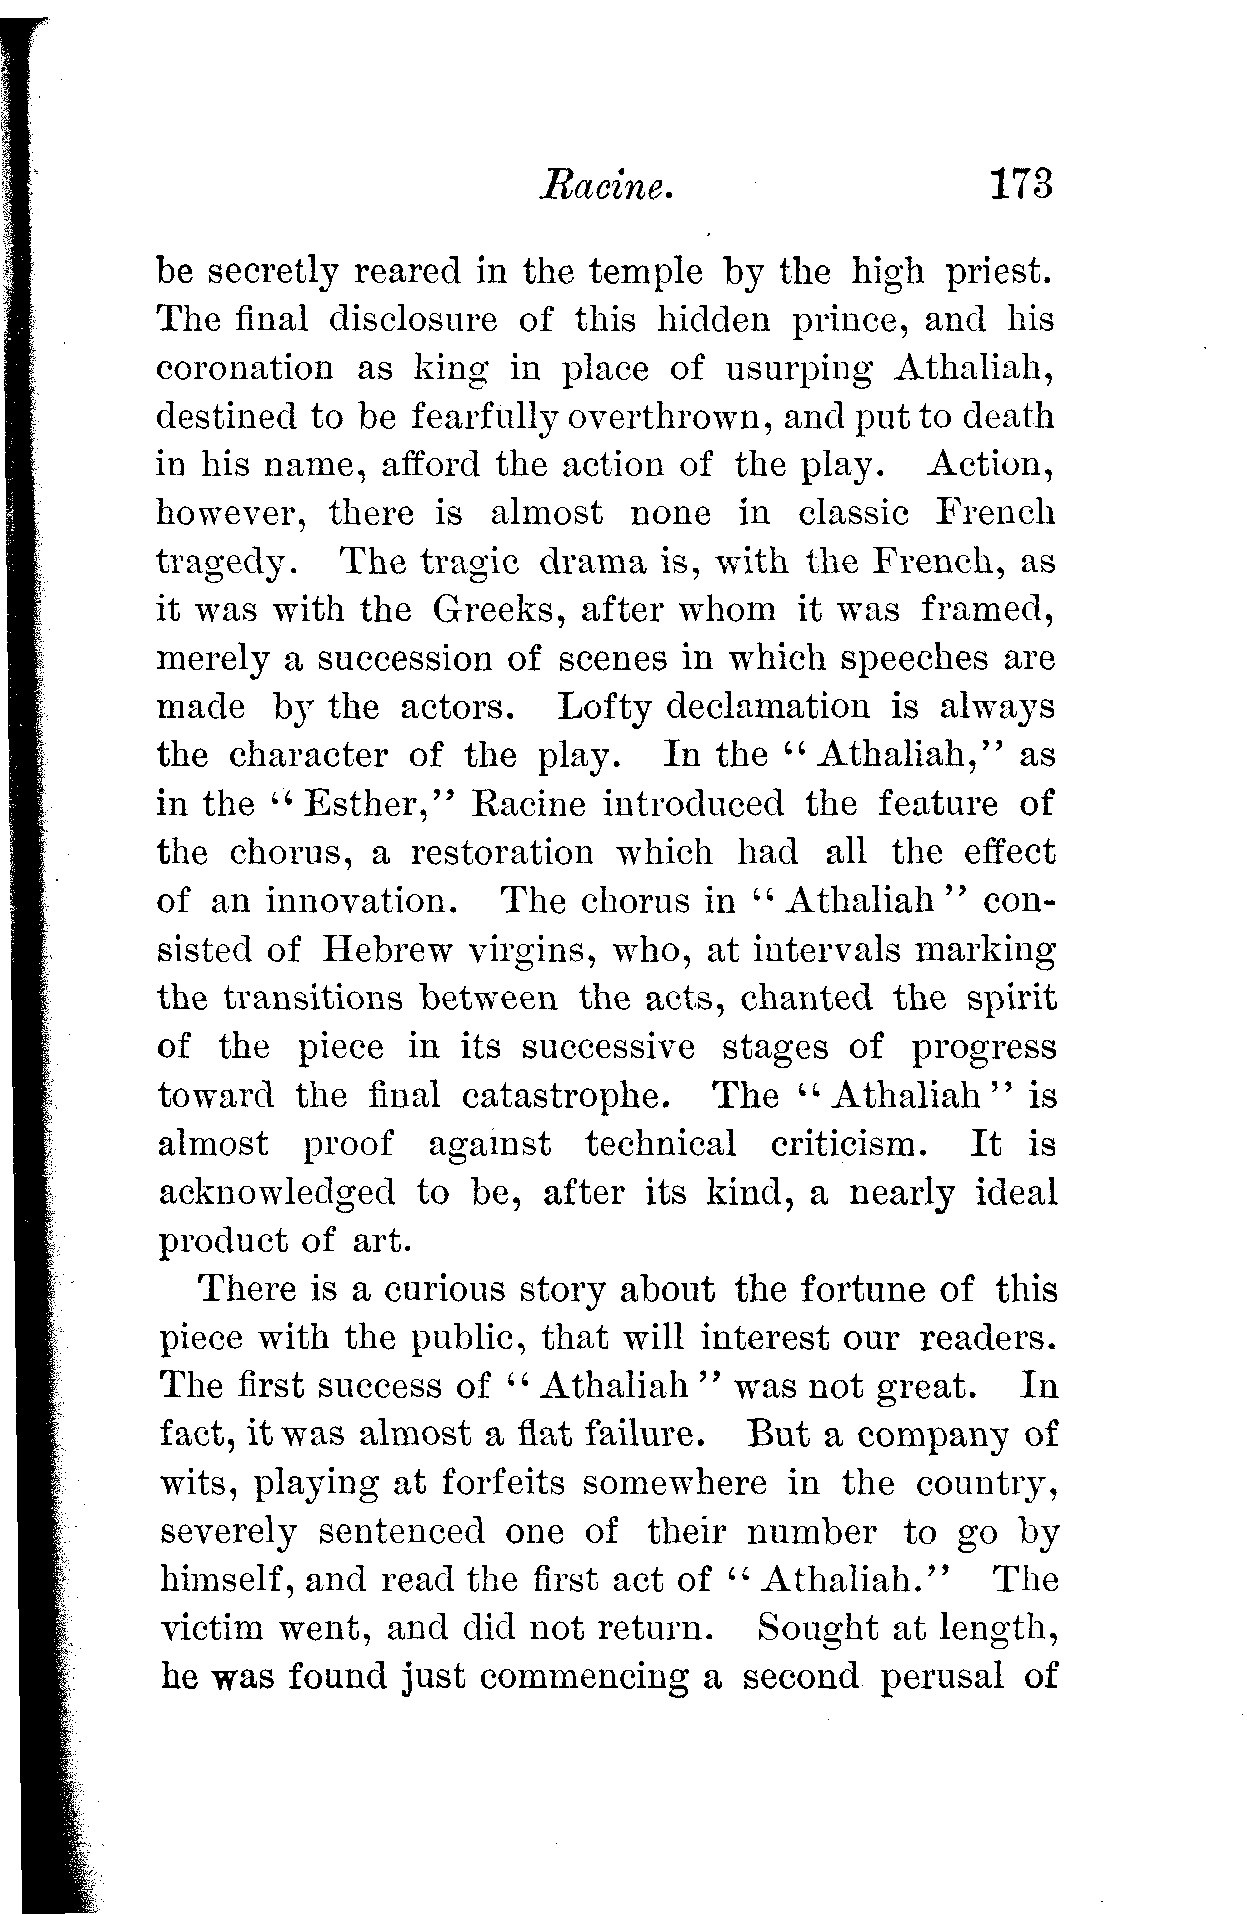 Racine. 173
be secretly reared in the temple by the high priest.
The final disclosure of this hidden prince, and his
coronation as king in place of usurping Athaliah,
destined to be fearfully overthrown, and put to death
in his name, afford the action of the play. Action,
however, there is almost none in classic French
tragedy. The tragic drama is, with the French, as
it was with the Greeks, after whom it was framed,
merely a succession of scenes in which speeches are
made by the actors. Lofty declamation is always
the character of the play. In the “Athaliah,” as
in the “Esther,” Racine introduced the feature of
the chorus, a restoration which had all the effect
of an innovation. The chorus in “Athaliah” con-
sisted of Hebrew virgins, who, at intervals marking
the transitions between the acts, chanted the spirit
of the piece in its successive stages of progress
toward the final catastrophe. The “Athaliah” is
almost proof against technical criticism. It is
acknowledged to be, after its kind, a nearly ideal
product of art.
There is a curious story about the fortune of this
piece with the public, that will interest our readers.
The first success of “Athaliah” was not great. In
fact, it was almost a flat failure. But a company of
wits, playing at forfeits somewhere in the country,
severely sentenced one of their number to go by
himself, and read the first act of “Athaliah.” The
victim went, and did not return. Sought at length,
he was found just commencing a second perusal of